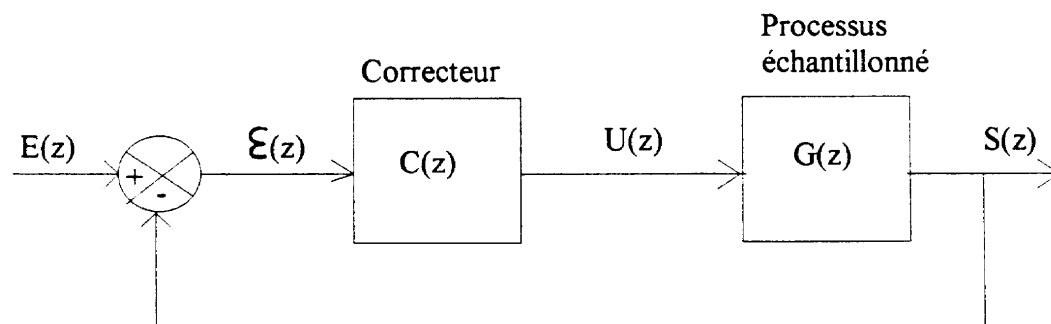 Processus
échantillonné
Correcteur
E(z)
+
-
Ɛ(z)
C(z)
U(z)
G(z)
S(z)